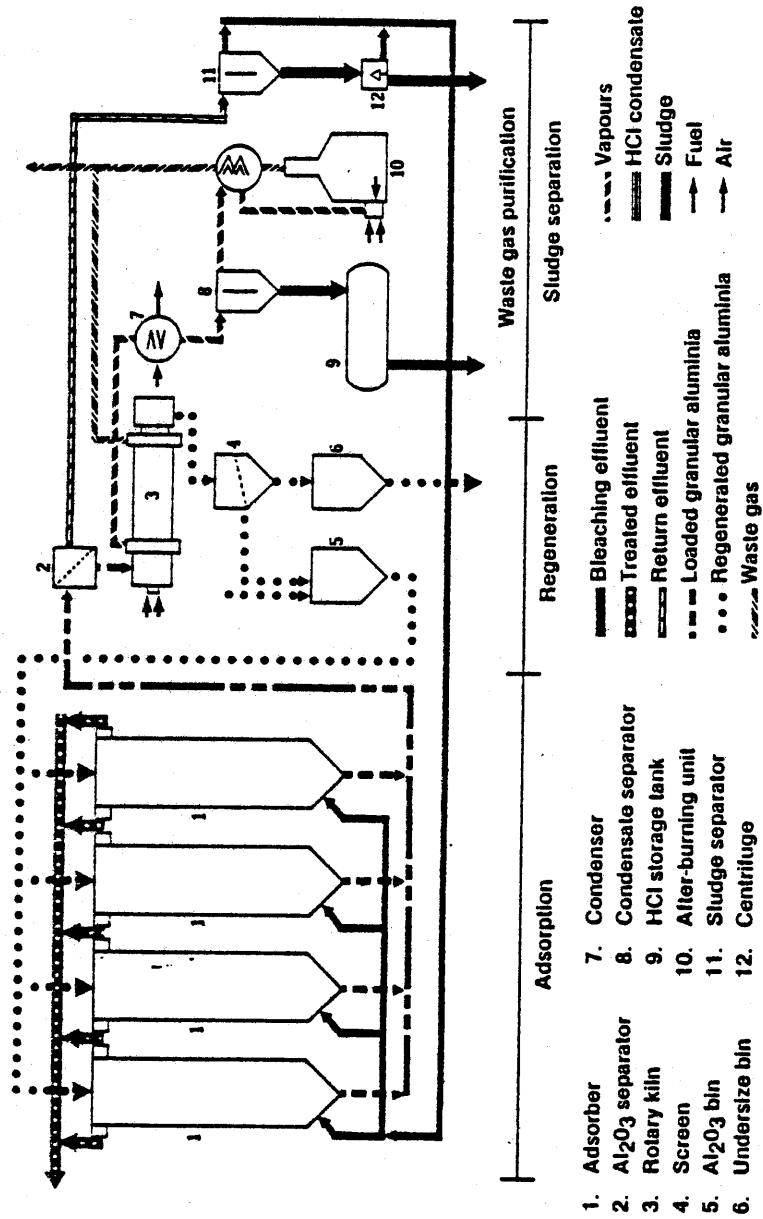 1
1
1
1
2
3
4
5
6
7
8
9
10
11
12
Adsorption
Regeneration
Waste gas purification
Sludge separation
1. Adsorber
2. Al2O3 separator
3. Rotary kiln
4. Screen
5. Al2O3 bin
6. Undersize bin
7. Condenser
8. Condensate separator
9. HCl storage tank
10. Alter-burning unit
11. Sludge separator
12. Centrifuge
Bleaching effluent
Treated effluent
Return effluent
Loaded granular aluminia
Regenerated granular aluminia
Waste gas
Vapours
HCl condensate
Sludge
Fuel
Air